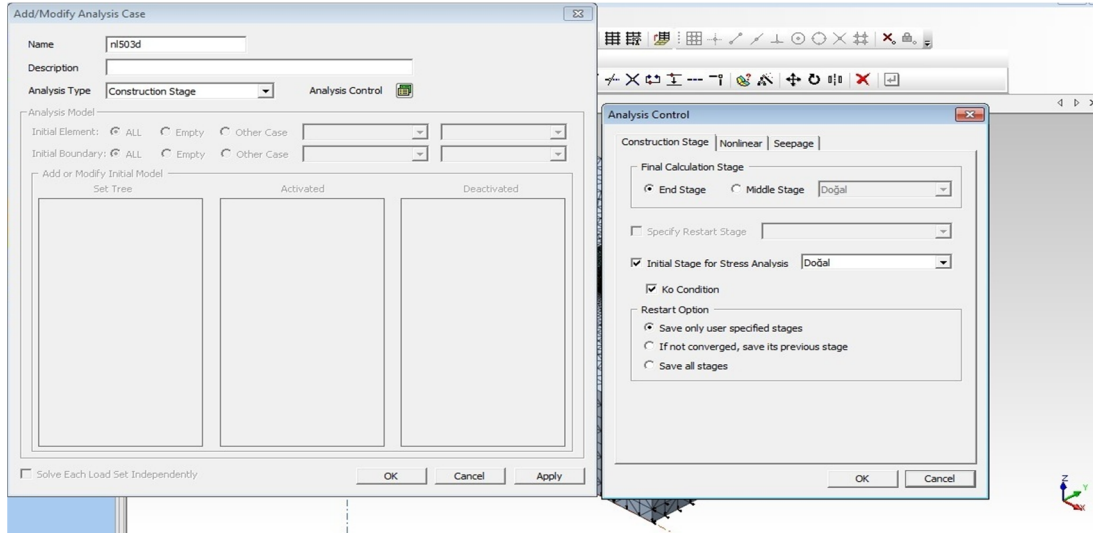 Add/Modify Analysis Case
Name nl503d
Description
Analysis Type Construction Stage Analysis Control
Analysis Model
Initial Element: ALL Empty Other Case
Initial Boundary: ALL Empty Other Case
Add or Modify Initial Model
Set Tree Activated Deactivated
Solve Each Load Set Independently
OK Cancel Apply
Analysis Control
Construction Stage Nonlinear Seepage
Final Calculation Stage
End Stage Middle Stage Doğal
Specify Restart Stage
Initial Stage for Stress Analysis Doğal
Ko Condition
Restart Option
Save only user specified stages
If not converged, save its previous stage
Save all stages
OK Cancel
Z
Y
X